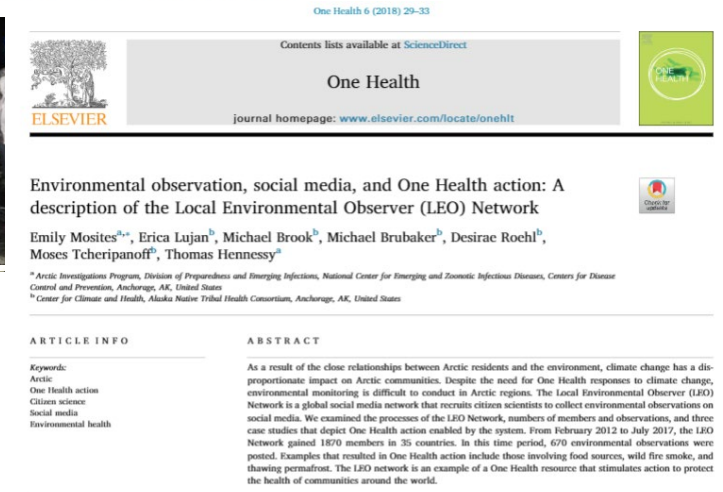 One Health 6 (2018) 29–33
Contents lists available at ScienceDirect
One Health
journal homepage: www.elsevier.com/locate/onehlt
ELSEVIER
ONE
HEALTH
Environmental observation, social media, and One Health action: A
description of the Local Environmental Observer (LEO) Network
Check for
updates
Emily Mosites a,*, Erica Lujan b, Michael Brook b, Michael Brubaker b, Desirae Roehl b,
Moses Tcheripanoff b, Thomas Hennessy a
a Arctic Investigations Program, Division of Preparedness and Emerging Infections, National Center for Emerging and Zoonotic Infectious Diseases, Centers for Disease
Control and Prevention, Anchorage, AK, United States
b Center for Climate and Health, Alaska Native Tribal Health Consortium, Anchorage, AK, United States
ARTICLE INFO
Keywords:
Arctic
One Health action
Citizen science
Social media
Environmental health
ABSTRACT
As a result of the close relationships between Arctic residents and the environment, climate change has a dis-
proportionate impact on Arctic communities. Despite the need for One Health responses to climate change,
environmental monitoring is difficult to conduct in Arctic regions. The Local Environmental Observer (LEO)
Network is a global social media network that recruits citizen scientists to collect environmental observations on
social media. We examined the processes of the LEO Network, numbers of members and observations, and three
case studies that depict One Health action enabled by the system. From February 2012 to July 2017, the LEO
Network gained 1870 members in 35 countries. In this time period, 670 environmental observations were
posted. Examples that resulted in One Health action include those involving food sources, wild fire smoke, and
thawing permafrost. The LEO network is an example of a One Health resource that stimulates action to protect
the health of communities around the world.